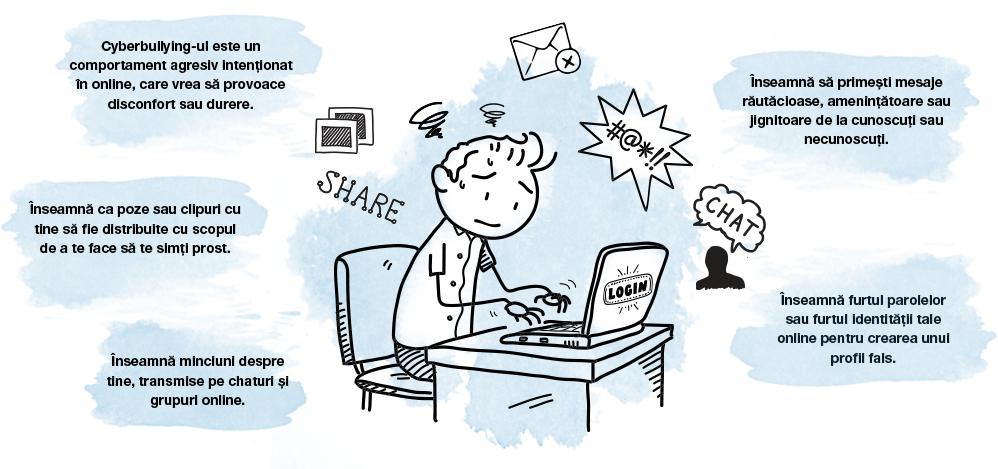 Cyberbullying-ul este un
comportament agresiv intenționat
în online, care vrea să provoace
disconfort sau durere.
Înseamnă ca poze sau clipuri cu
tine să fie distribuite cu scopul
de a te face să te simți prost.
Înseamnă minciuni despre
tine, transmise pe chaturi și
grupuri online.
SHARE
#@*!!
LOGIN
CHAT
Înseamnă să primești mesaje
răutăcioase, amenințătoare sau
jignitoare de la cunoscuți sau
necunoscuți.
Înseamnă furtul parolelor
sau furtul identității tale
online pentru crearea unui
profil fals.